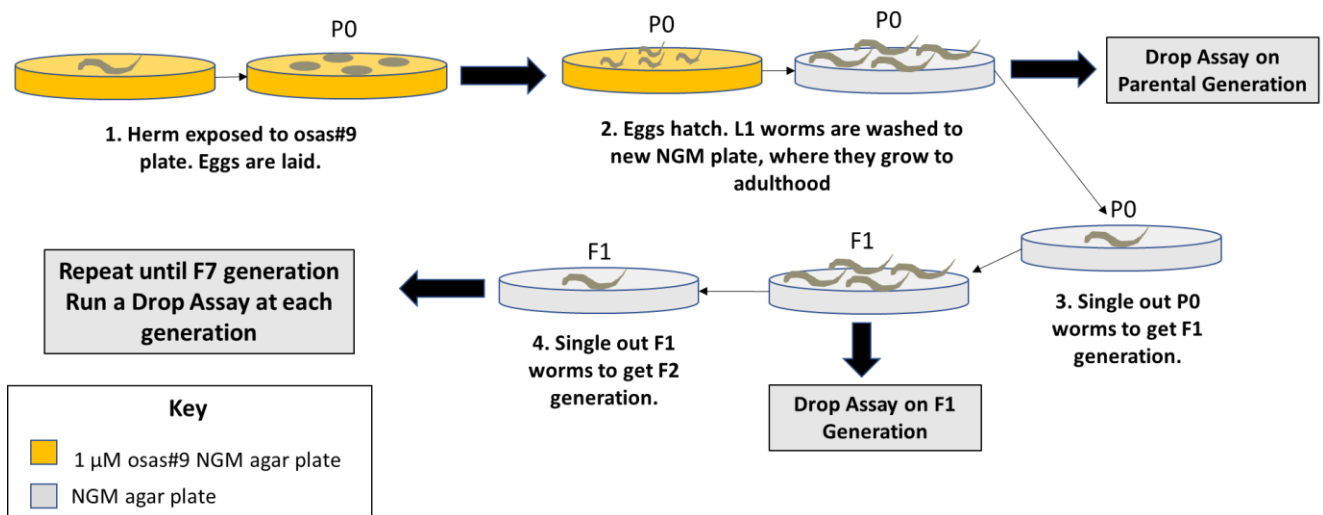 P0
1. Herm exposed to osas#9
plate. Eggs are laid.
P0
P0
2. Eggs hatch. L1 worms are washed to
new NGM plate, where they grow to
adulthood
Drop Assay on
Parental Generation
P0
3. Single out P0
worms to get F1
generation.
F1
Drop Assay on F1
Generation
F1
4. Single out F1
worms to get F2
generation.
Repeat until F7 generation
Run a Drop Assay at each
generation
Key
1 μM osas#9 NGM agar plate
NGM agar plate